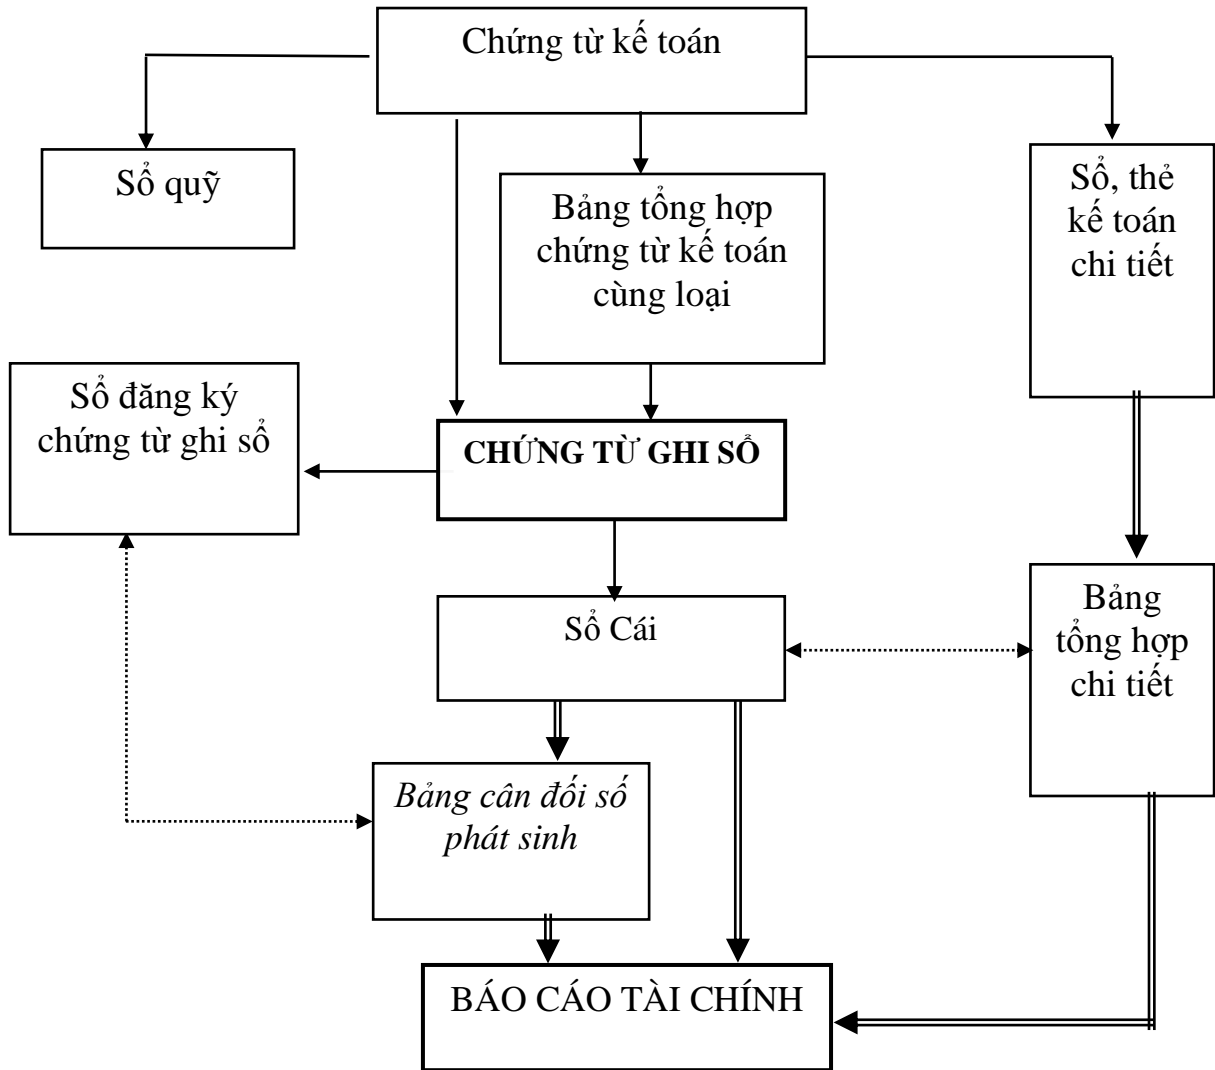 Chứng từ kế toán
Sổ quỹ
Bảng tổng hợp
chứng từ kế toán
cùng loại
Sổ, thẻ
kế toán
chi tiết
Sổ đăng ký
chứng từ ghi sổ
CHỨNG TỪ GHI SỔ
Sổ Cái
Bảng
tổng hợp
chi tiết
Bảng cân đối số
phát sinh
BÁO CÁO TÀI CHÍNH